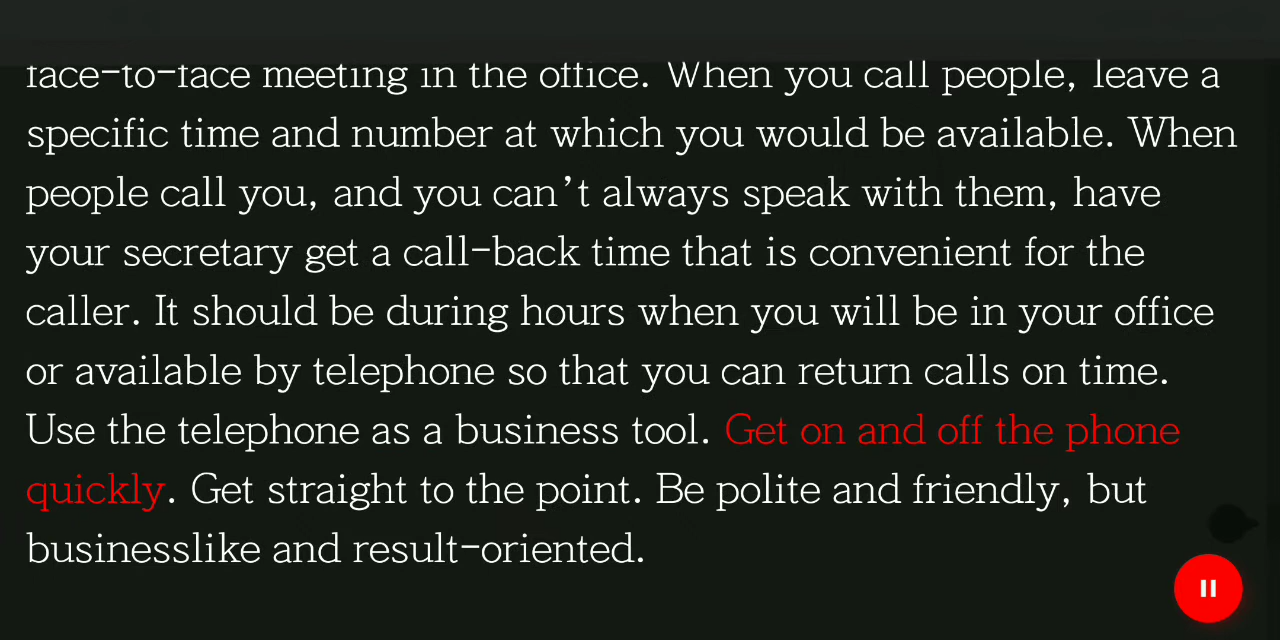 face-to-face meeting in the office. When you call people, leave a
specific time and number at which you would be available. When
people call you, and you can’t always speak with them, have
your secretary get a call-back time that is convenient for the
caller. It should be during hours when you will be in your office
or available by telephone so that you can return calls on time.
Use the telephone as a business tool. Get on and off the phone
quickly. Get straight to the point. Be polite and friendly, but
businesslike and result-oriented.